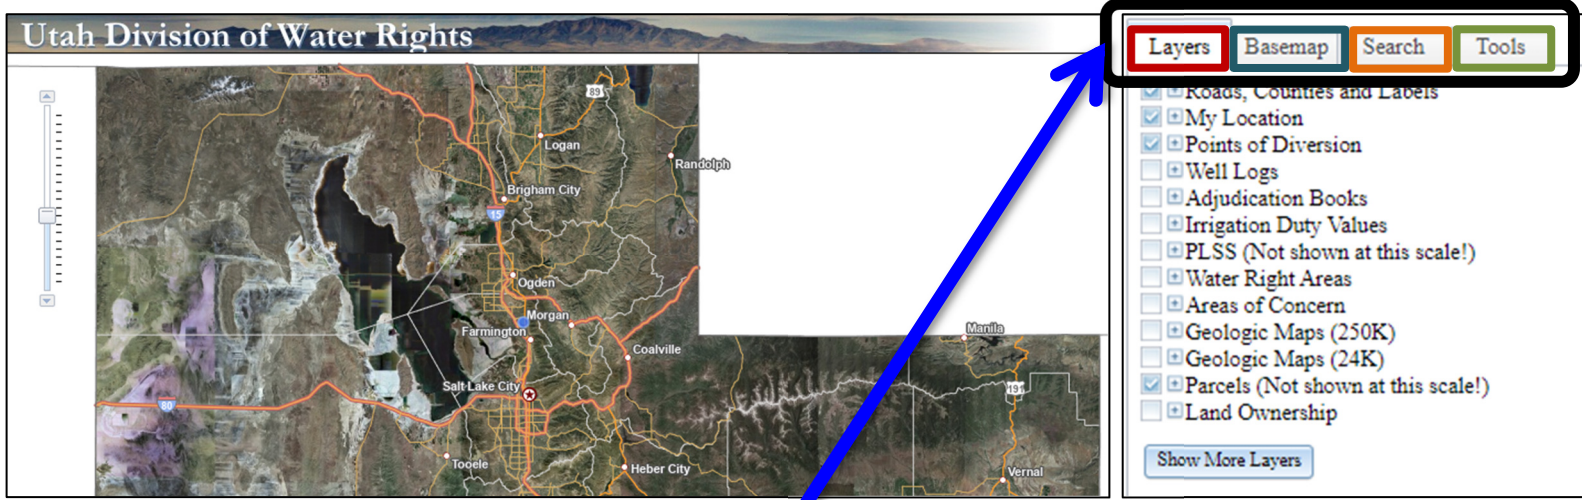 Utah Division of Water Rights
Layers
Basemap
Search
Tools
89
Logan
Randolph
Brigham City
15
Ogden
Morgan
Farmington
Manila
Coalville
Salt Lake City
191
80
Tooele
Heber City
Vernal
Roads, Counties and Labels
My Location
Points of Diversion
Well Logs
Adjudication Books
Irrigation Duty Values
PLSS (Not shown at this scale!)
Water Right Areas
Areas of Concern
Geologic Maps (250K)
Geologic Maps (24K)
Parcels (Not shown at this scale!)
Land Ownership
Show More Layers